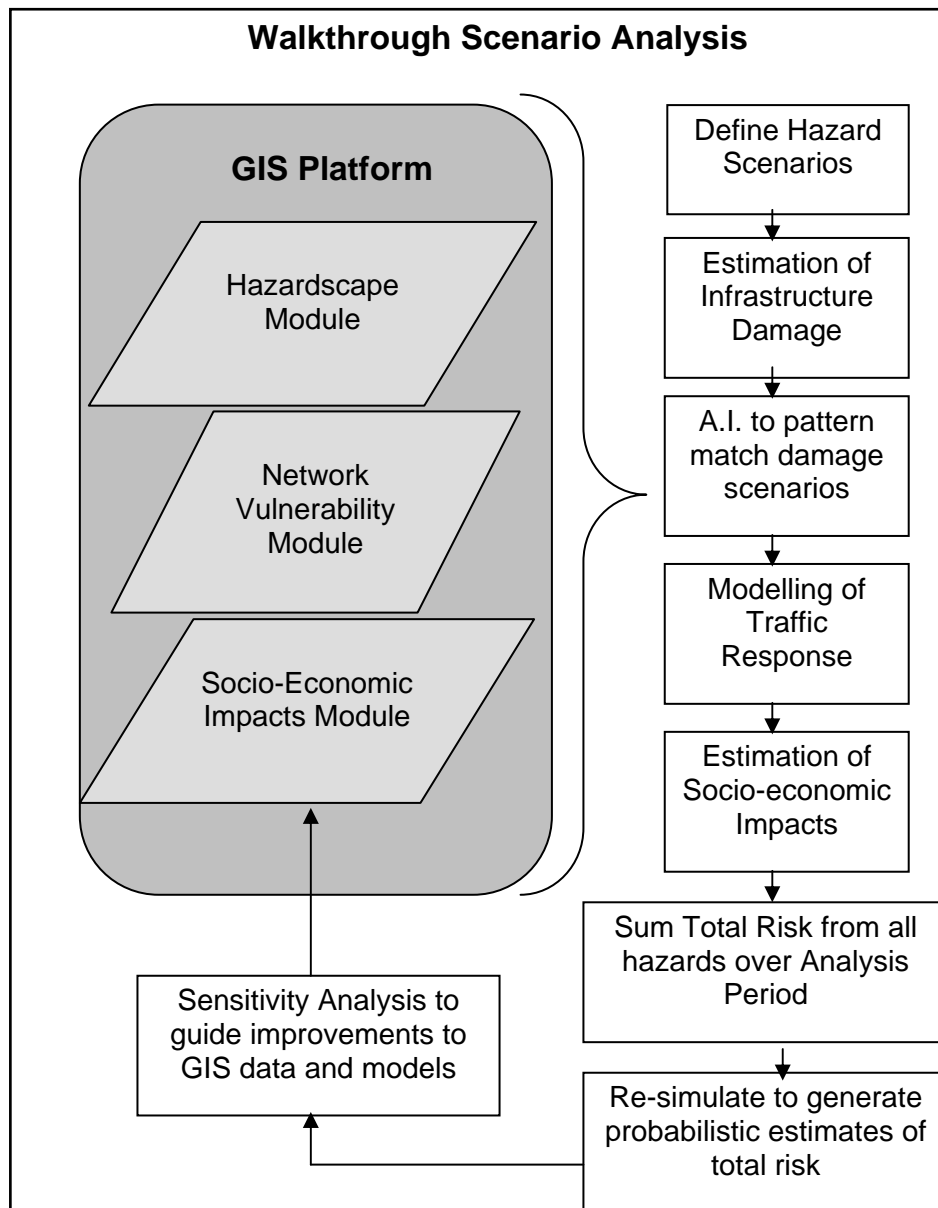 Walkthrough Scenario Analysis
GIS Platform
Hazardscape
Module
Network
Vulnerability
Module
Socio-Economic
Impacts Module
Define Hazard
Scenarios
Estimation of
Infrastructure
Damage
A.I. to pattern
match damage
scenarios
Modelling of
Traffic
Response
Estimation of
Socio-economic
Impacts
Sum Total Risk from all
hazards over Analysis
Period
Re-simulate to generate
probabilistic estimates of
total risk
Sensitivity Analysis to
guide improvements to
GIS data and models